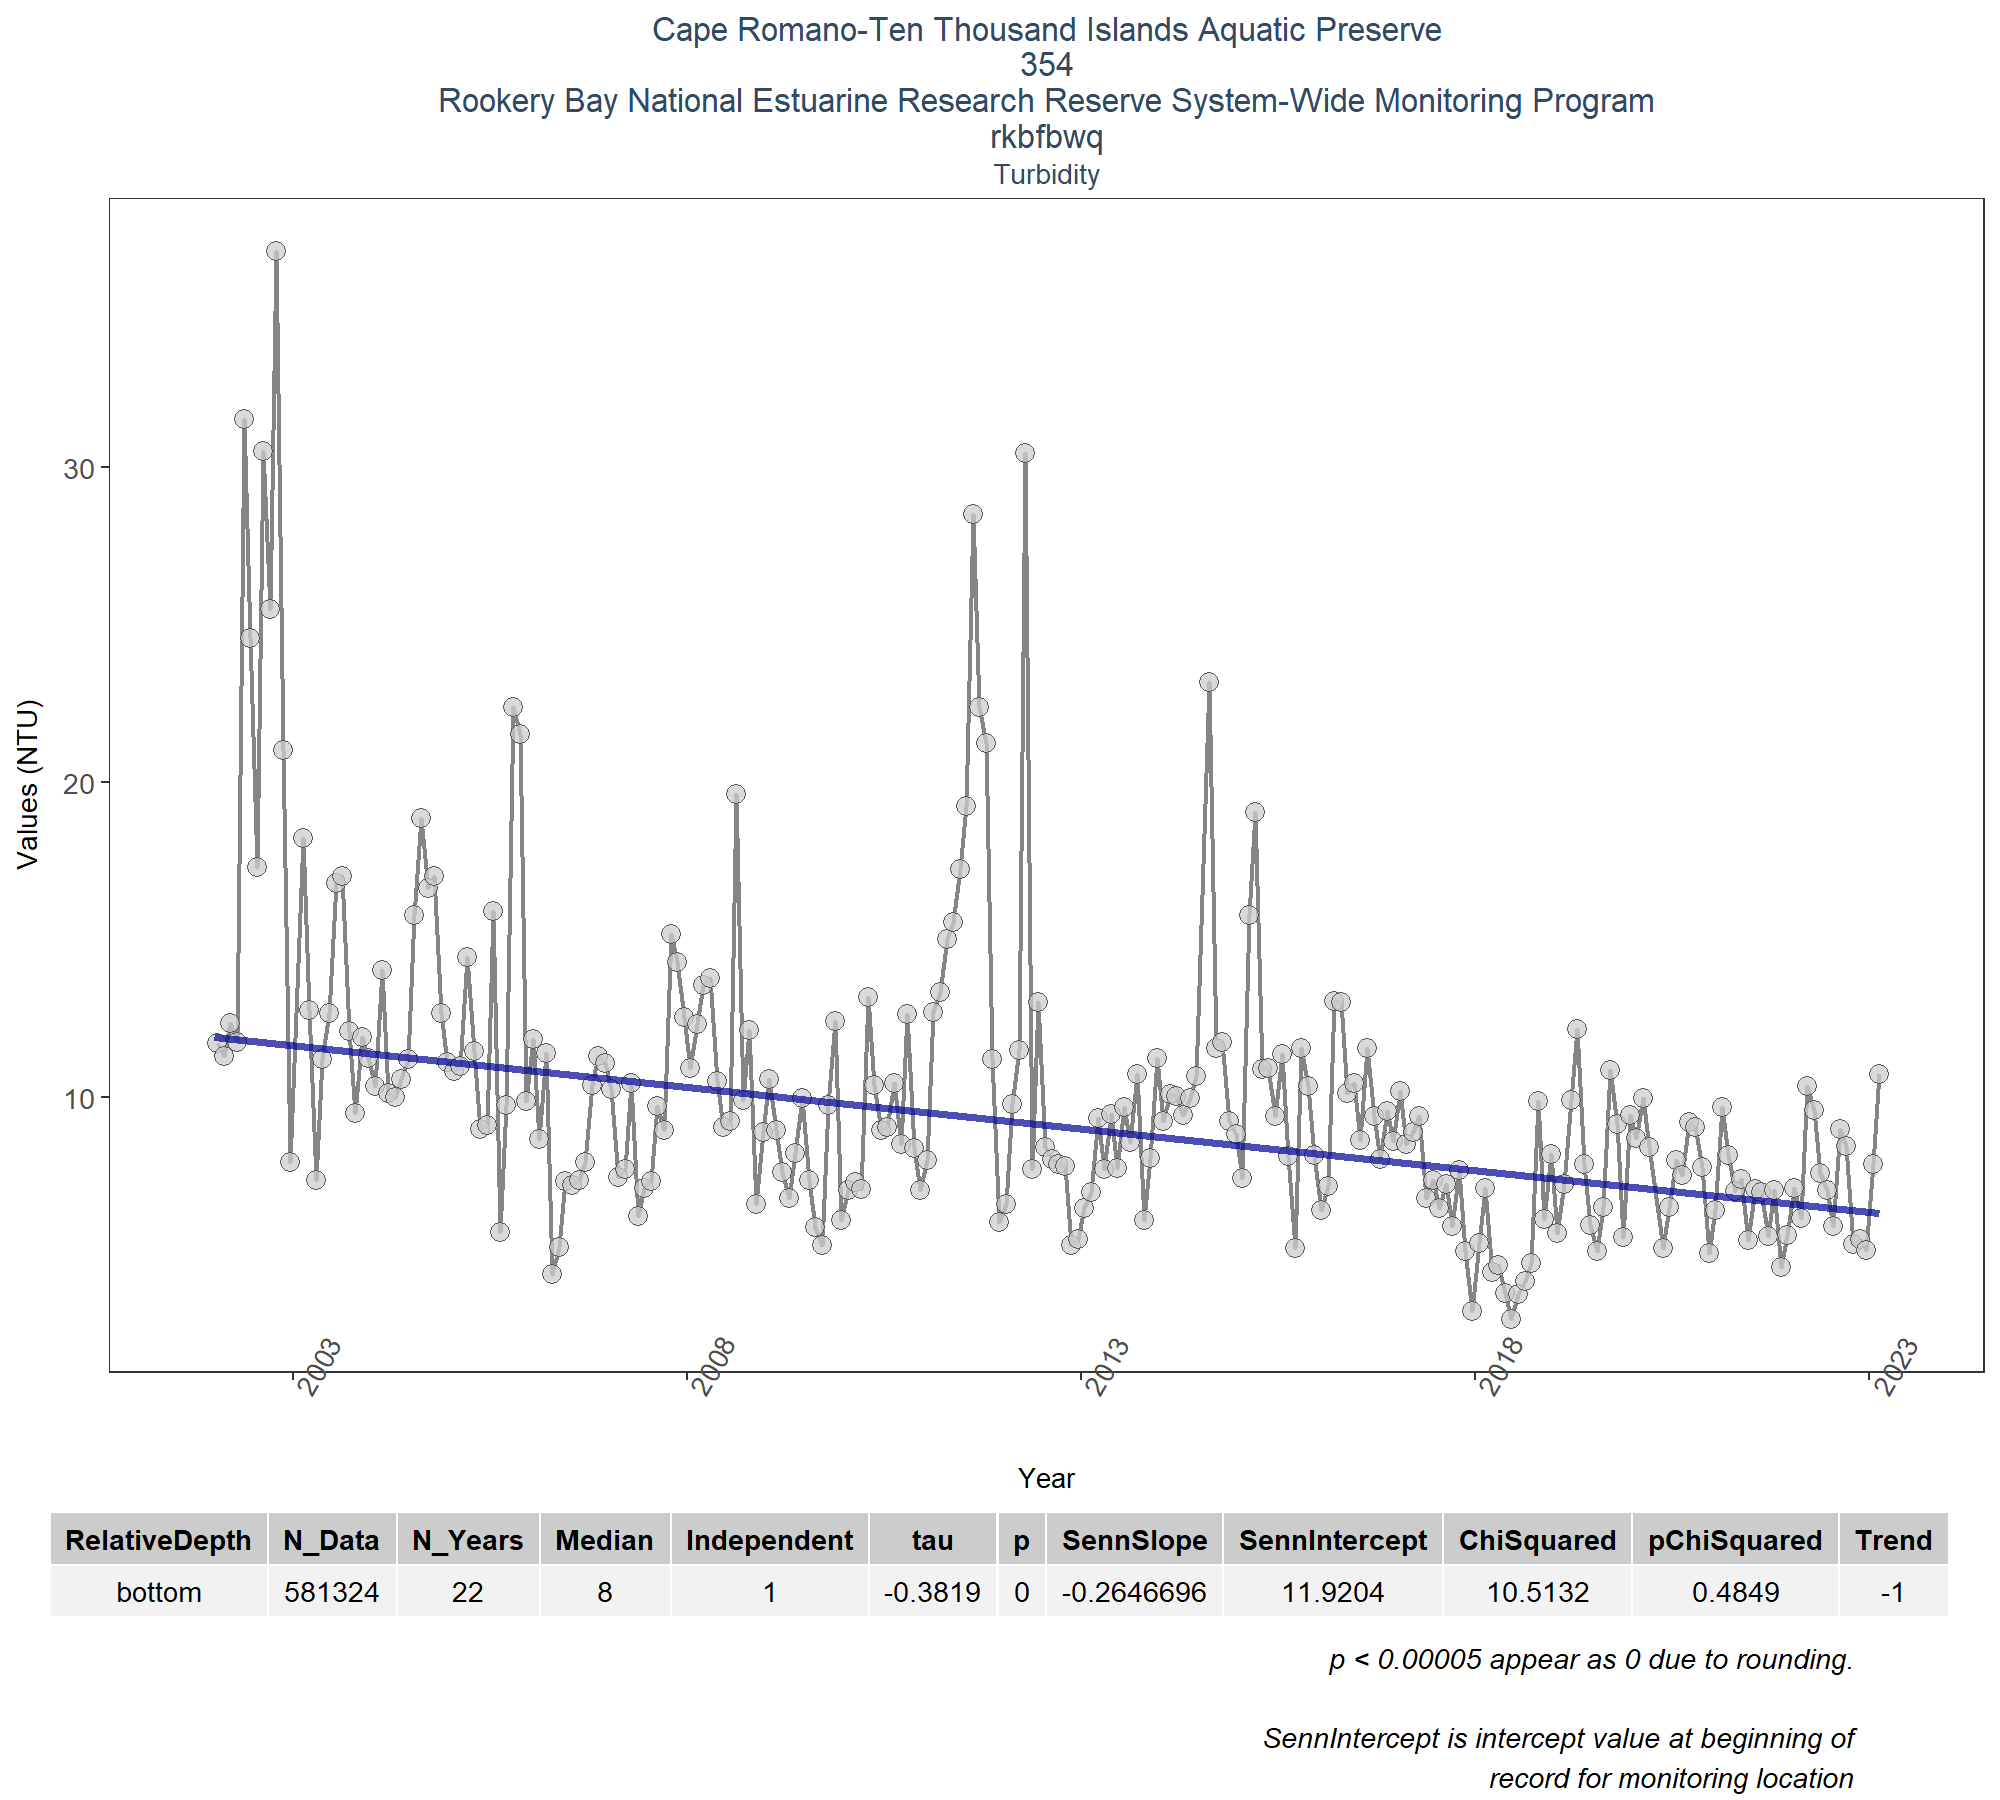 Cape Romano-Ten Thousand Islands Aquatic Preserve
354
Rookery Bay National Estuarine Research Reserve System-Wide Monitoring Program
rkbfbwq
Turbidity
Values (NTU)
30
20
10
2003 2008 2013 2018 2023
Year
RelativeDepth N_Data N_Years Median Independent tau p SennSlope SennIntercept ChiSquared pChiSquared Trend
bottom 581324 22 8 1 -0.3819 0 -0.2646696 11.9204 10.5132 0.4849 -1
p < 0.00005 appear as 0 due to rounding.
SennIntercept is intercept value at beginning of
record for monitoring location